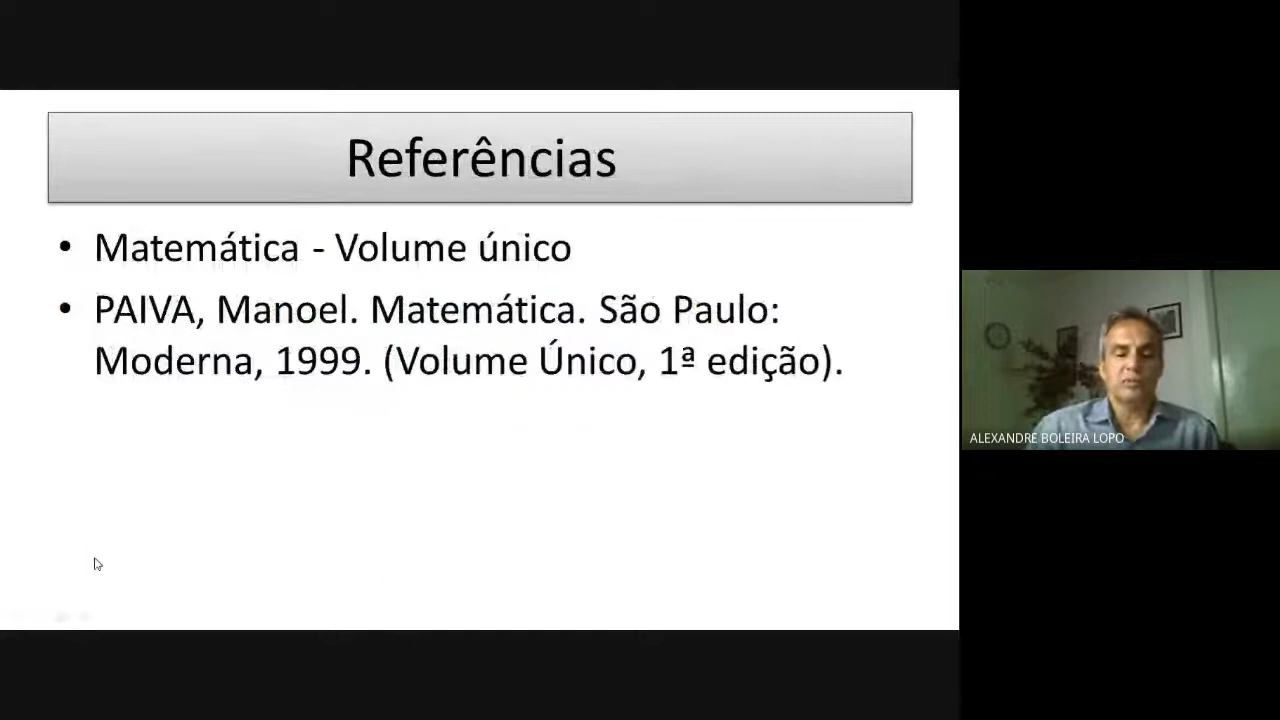 Referências
• Matemática - Volume único
• PAIVA, Manoel. Matemática. São Paulo:
Moderna, 1999. (Volume Único, 1ª edição).
ALEXANDRE BOLEIRA LOPO